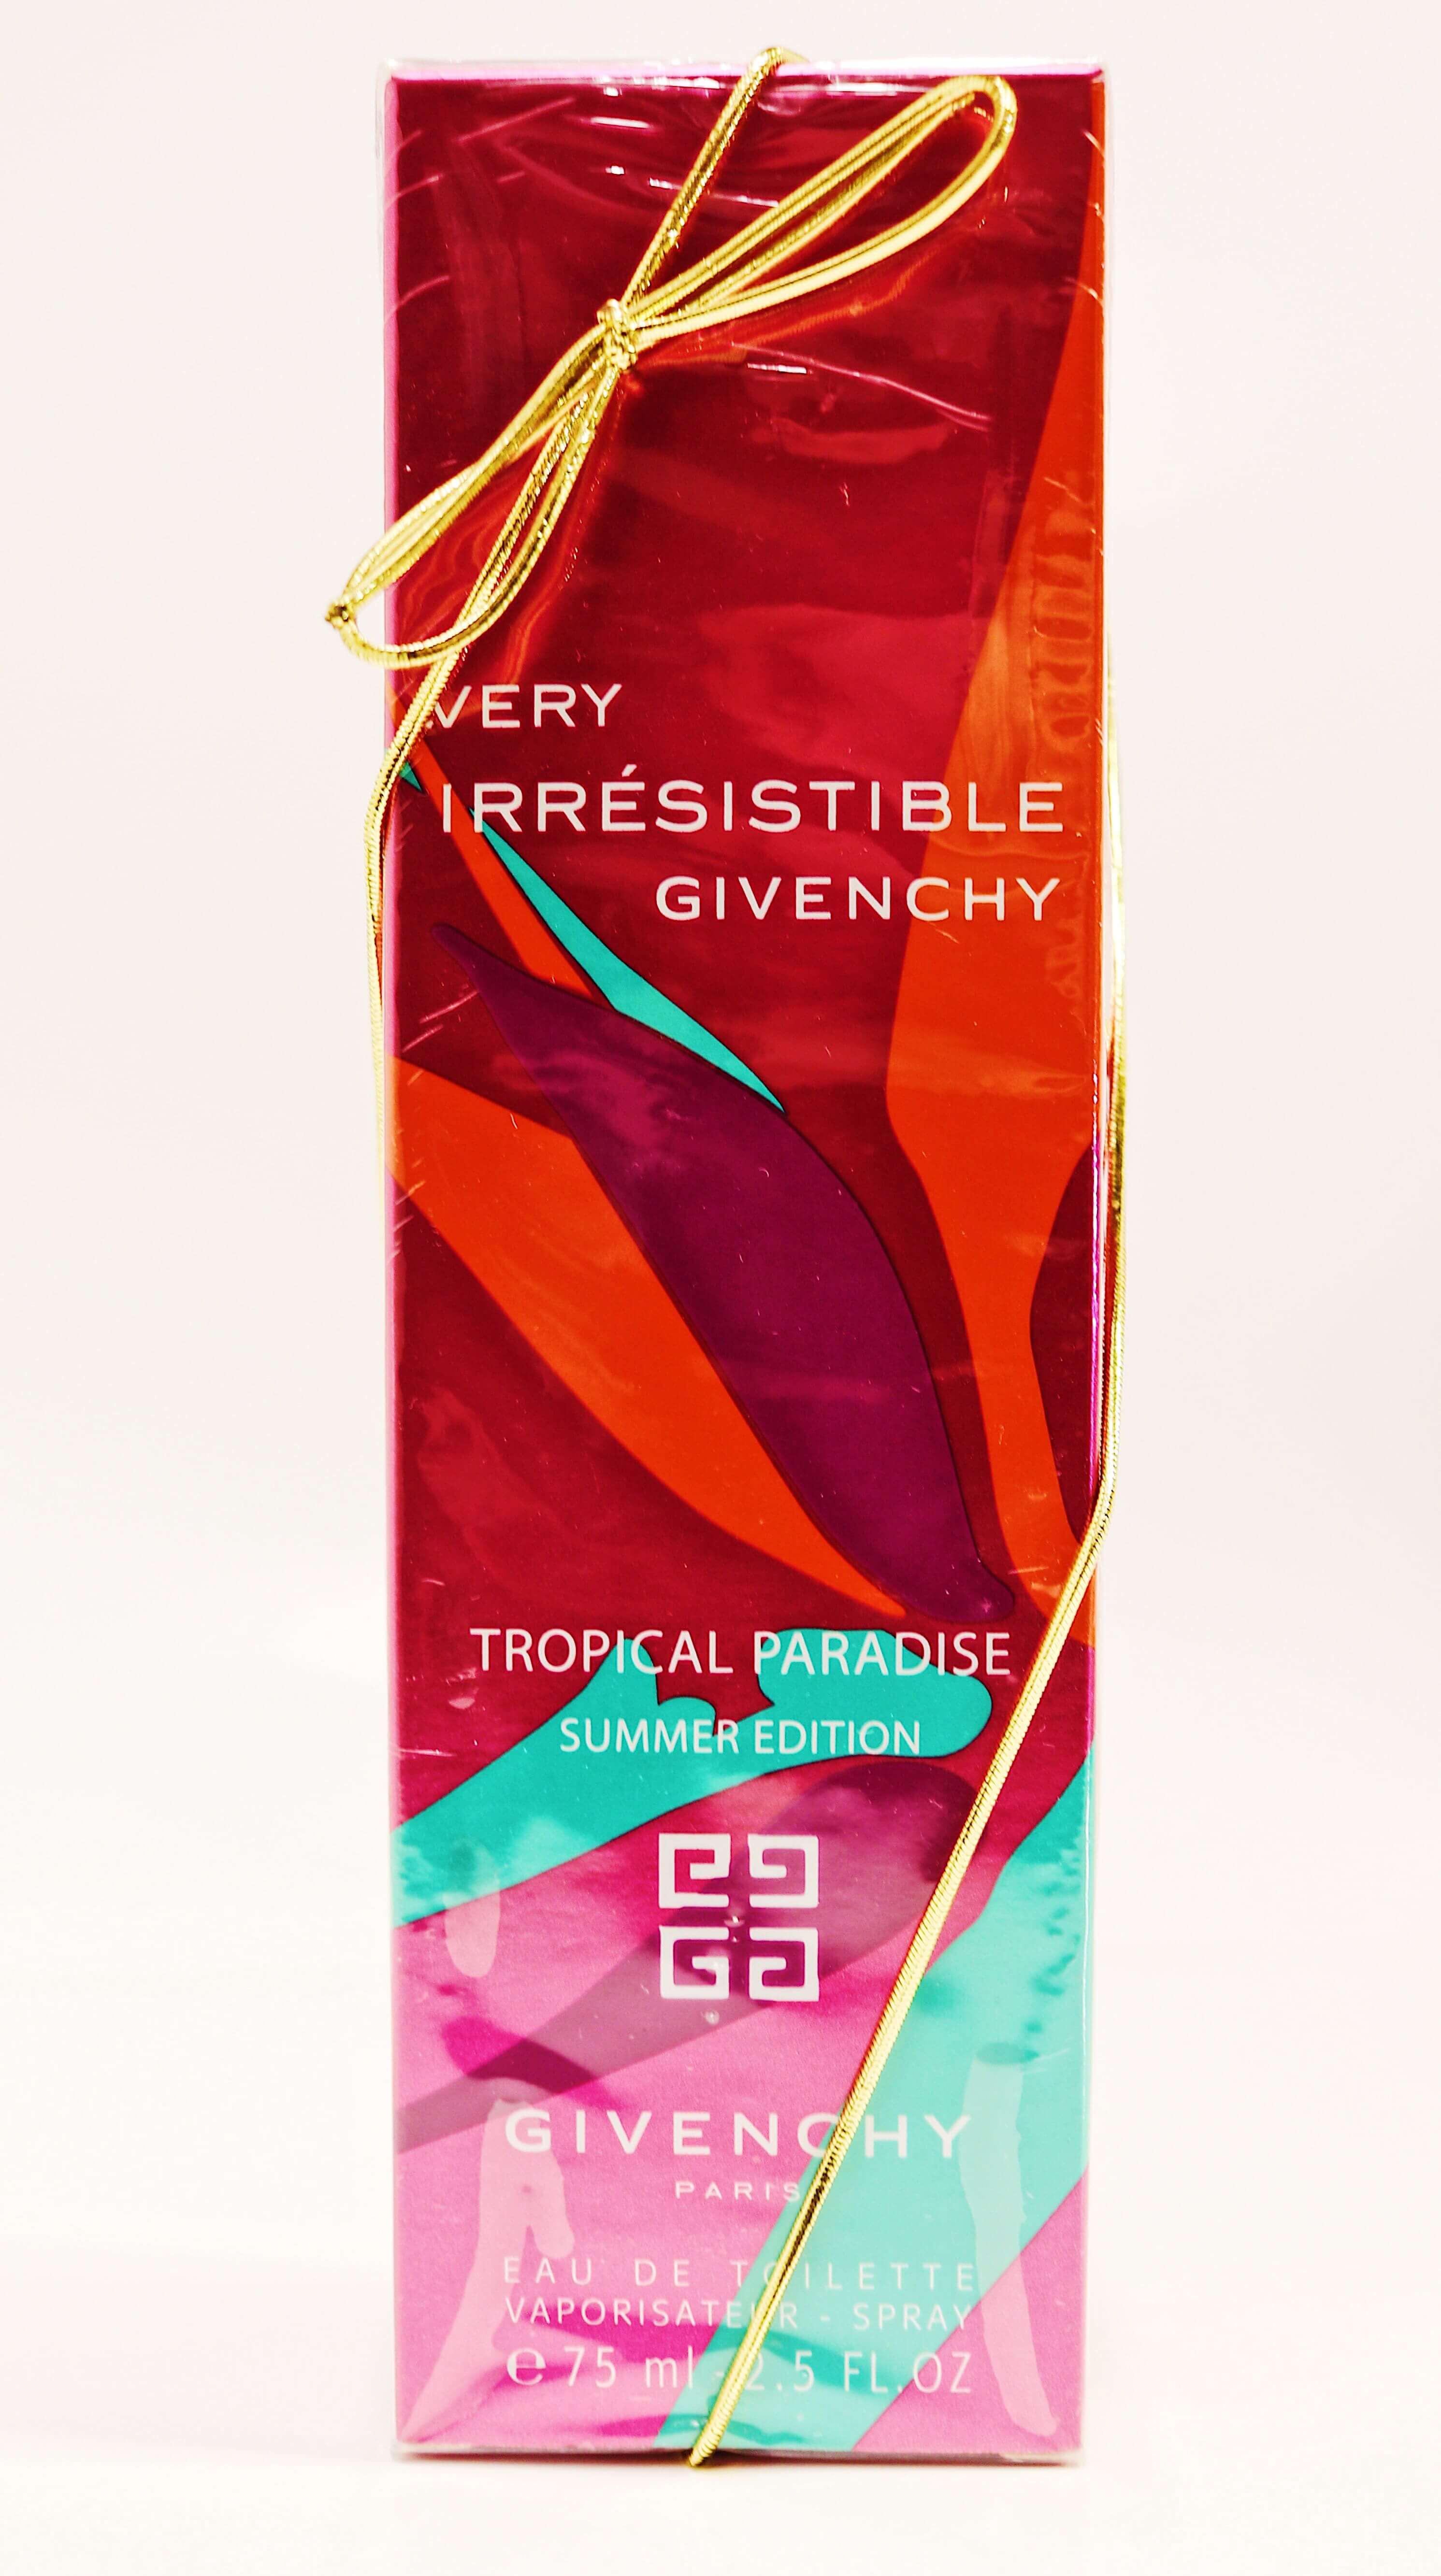 VERY
IRRÉSISTIBLE
GIVENCHY
TROPICAL PARADISE
SUMMER EDITION
GIVENCHY
PARIS
EAU DE TOILETTE
VAPORISATEUR - SPRAY
℮ 75 ml - 2.5 FL.OZ